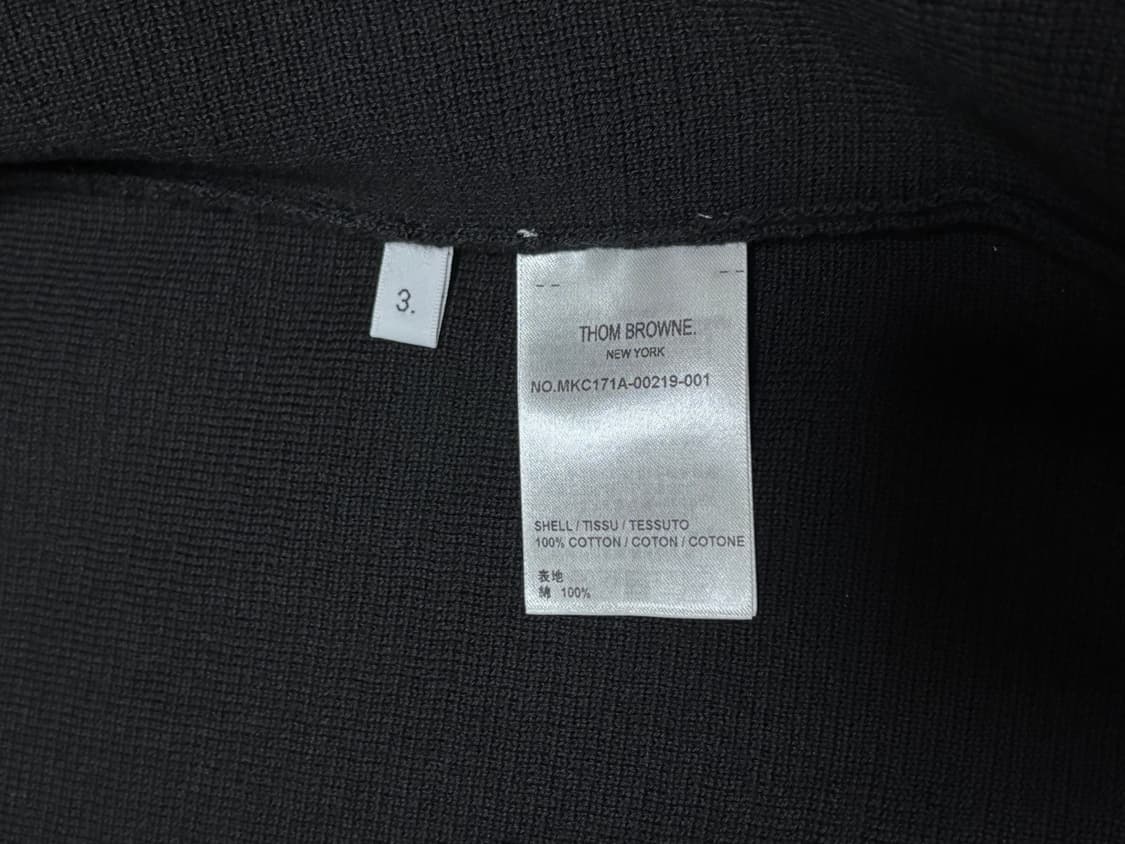 3.
THOM BROWNE.
NEW YORK
NO.MKC171A-00219-001
SHELL / TISSU / TESSUTO
100% COTTON / COTON / COTONE
表地
綿 100%